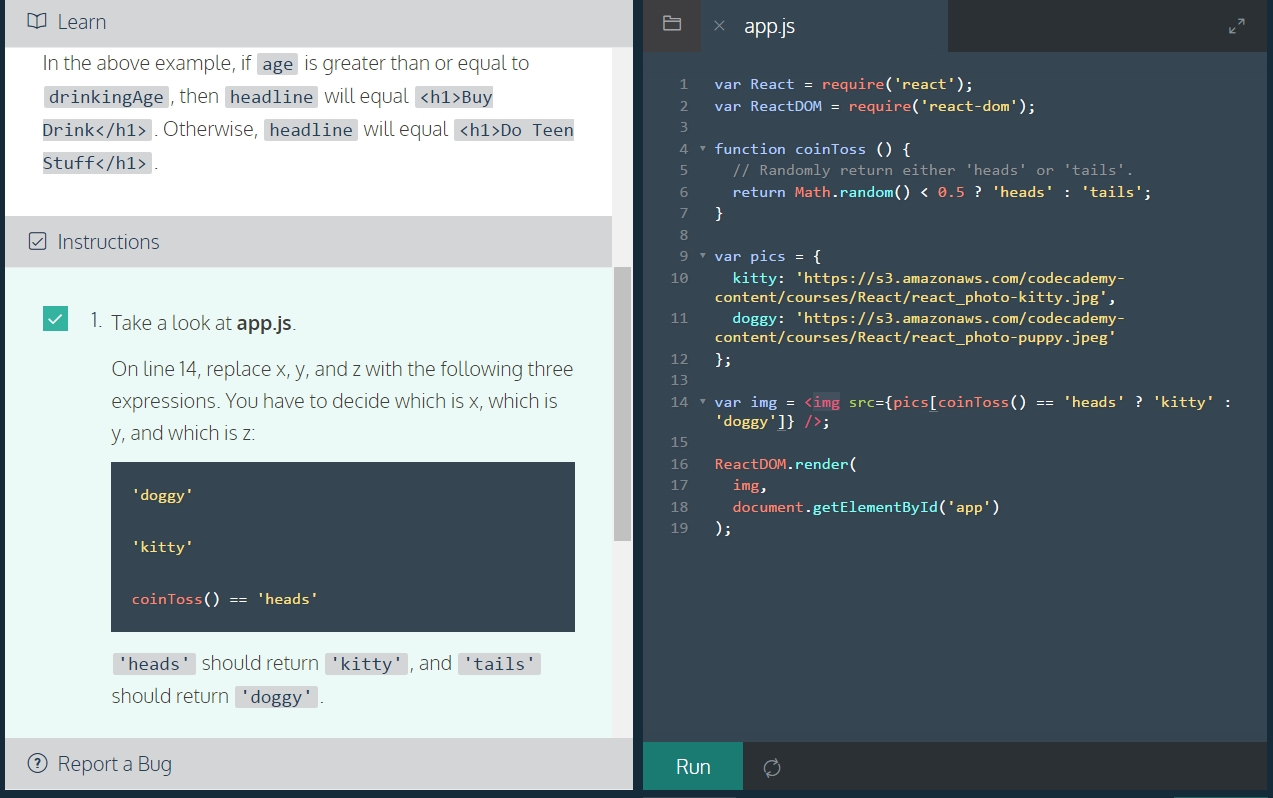 Learn
In the above example, if age is greater than or equal to
drinkingAge, then headline will equal <h1>Buy
Drink</h1>. Otherwise, headline will equal <h1>Do Teen
Stuff</h1>.
Instructions
1. Take a look at app.js.
On line 14, replace x, y, and z with the following three
expressions. You have to decide which is x, which is
y, and which is z:
'doggy'
'kitty'
coinToss() == 'heads'
'heads' should return 'kitty', and 'tails'
should return 'doggy'.
? Report a Bug
× app.js
1 var React = require('react');
2 var ReactDOM = require('react-dom');
3
4 function coinToss () {
5 // Randomly return either 'heads' or 'tails'.
6 return Math.random() < 0.5 ? 'heads' : 'tails';
7 }
8
9 var pics = {
10 kitty: 'https://s3.amazonaws.com/codecademy-
content/courses/React/react_photo-kitty.jpg',
11 doggy: 'https://s3.amazonaws.com/codecademy-
content/courses/React/react_photo-puppy.jpeg'
12 };
13
14 var img = <img src={pics[coinToss() == 'heads' ? 'kitty' :
'doggy']} />;
15
16 ReactDOM.render(
17 img,
18 document.getElementById('app')
19 );
Run